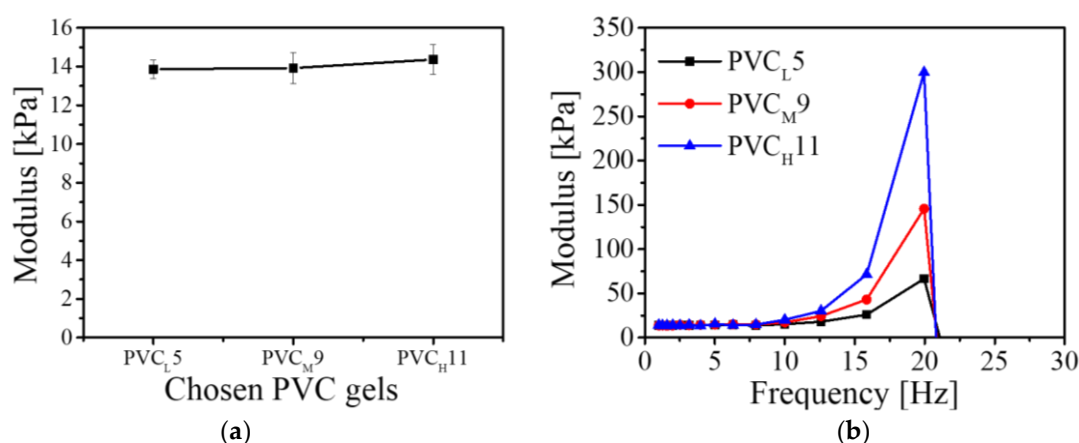 16
14
12
10
8
6
4
2
0
Modulus [kPa]
PVCL5
PVCM9
PVCH11
Chosen PVC gels
(a)
350
300
250
200
150
100
50
0
Modulus [kPa]
PVCL5
PVCM9
PVCH11
0 5 10 15 20 25 30
Frequency [Hz]
(b)